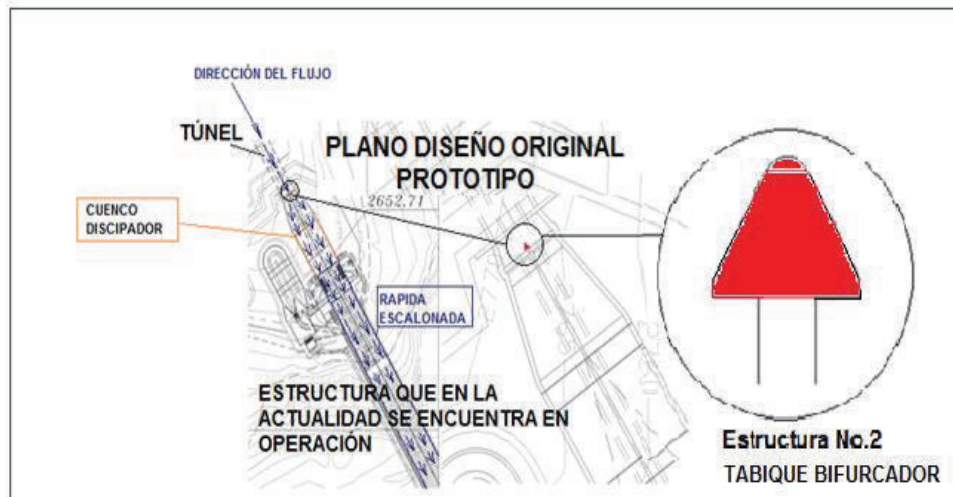 DIRECCIÓN DEL FLUJO
TÚNEL
PLANO DISEÑO ORIGINAL
PROTOTIPO
2652,71
CUENCO
DISCIPADOR
RAPIDA
ESCALONADA
ESTRUCTURA QUE EN LA
ACTUALIDAD SE ENCUENTRA EN
OPERACIÓN
Estructura No.2
TABIQUE BIFURCADOR